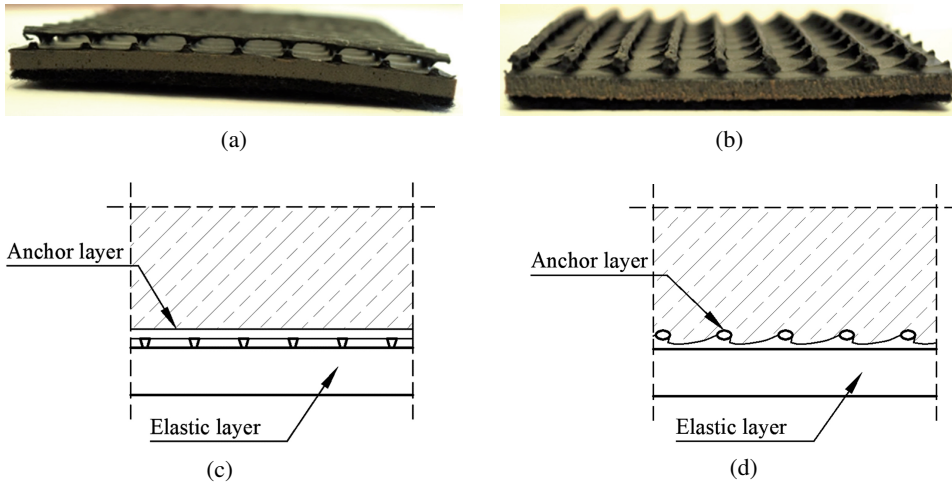 (a)
(b)
Anchor layer
Elastic layer
(c)
Anchor layer
Elastic layer
(d)